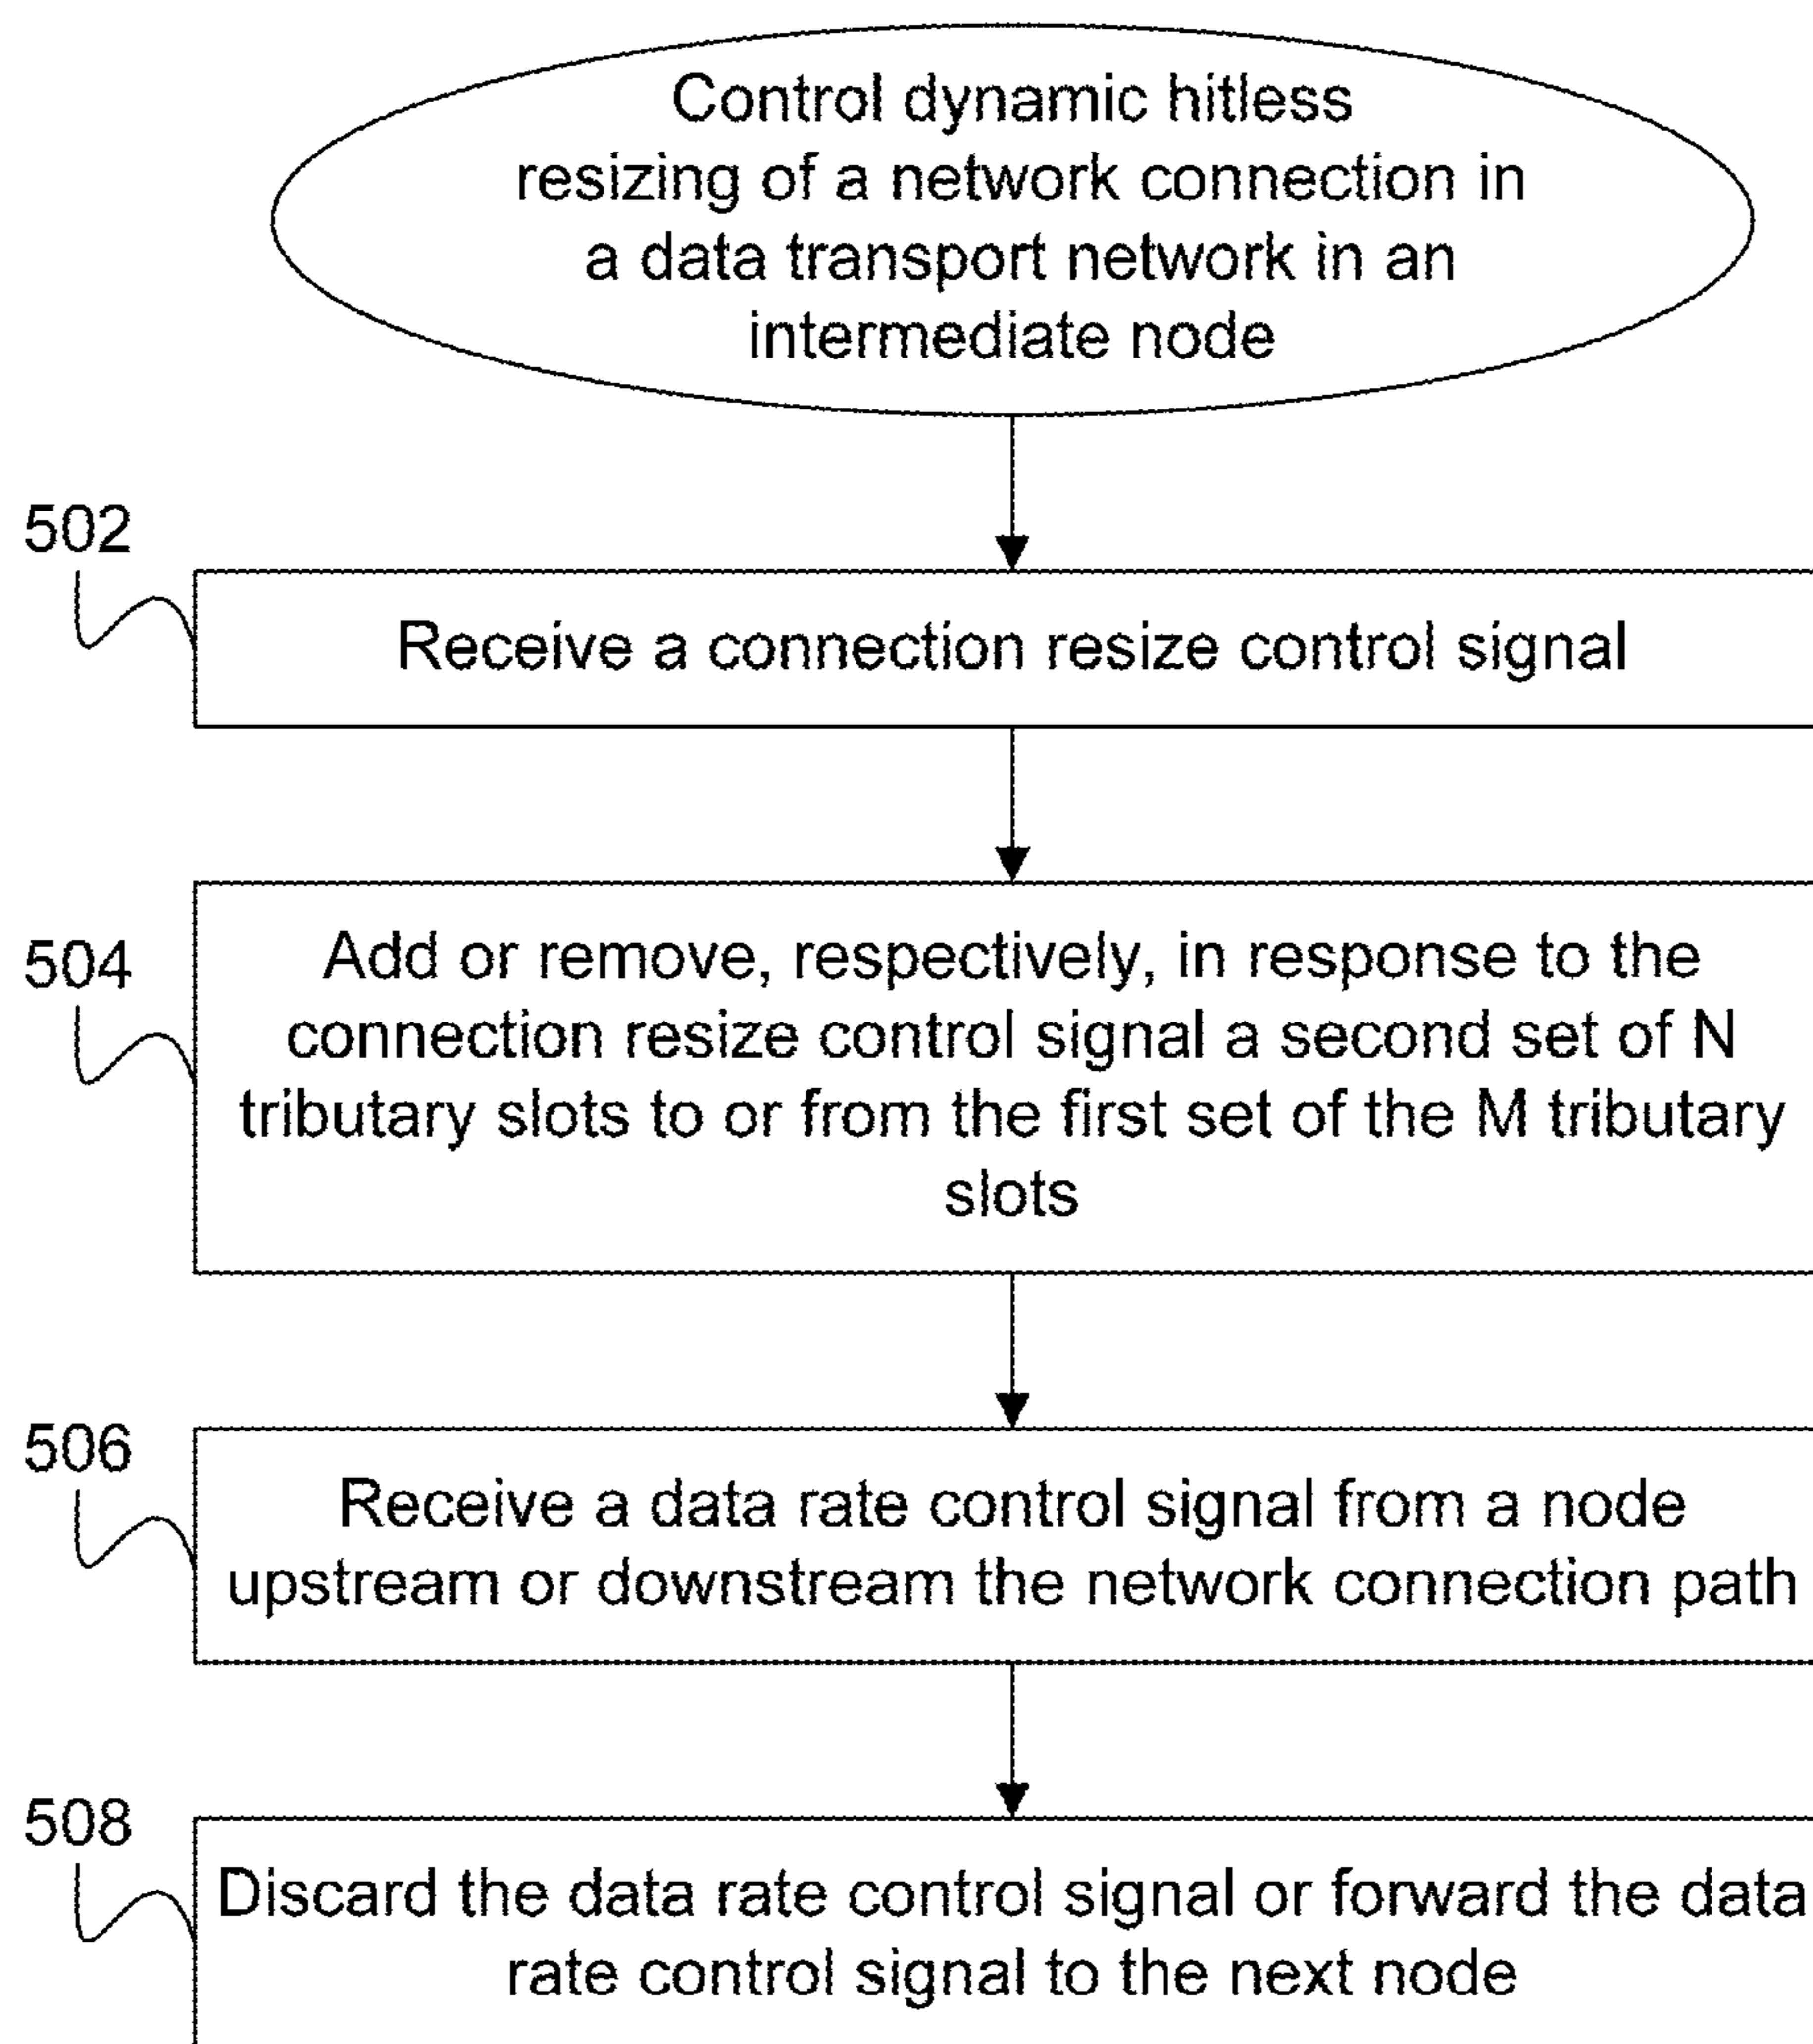 Control dynamic hitless
resizing of a network connection in
a data transport network in an
intermediate node
502
Receive a connection resize control signal
504
Add or remove, respectively, in response to the
connection resize control signal a second set of N
tributary slots to or from the first set of the M tributary
slots
506
Receive a data rate control signal from a node
upstream or downstream the network connection path
508
Discard the data rate control signal or forward the data
rate control signal to the next node